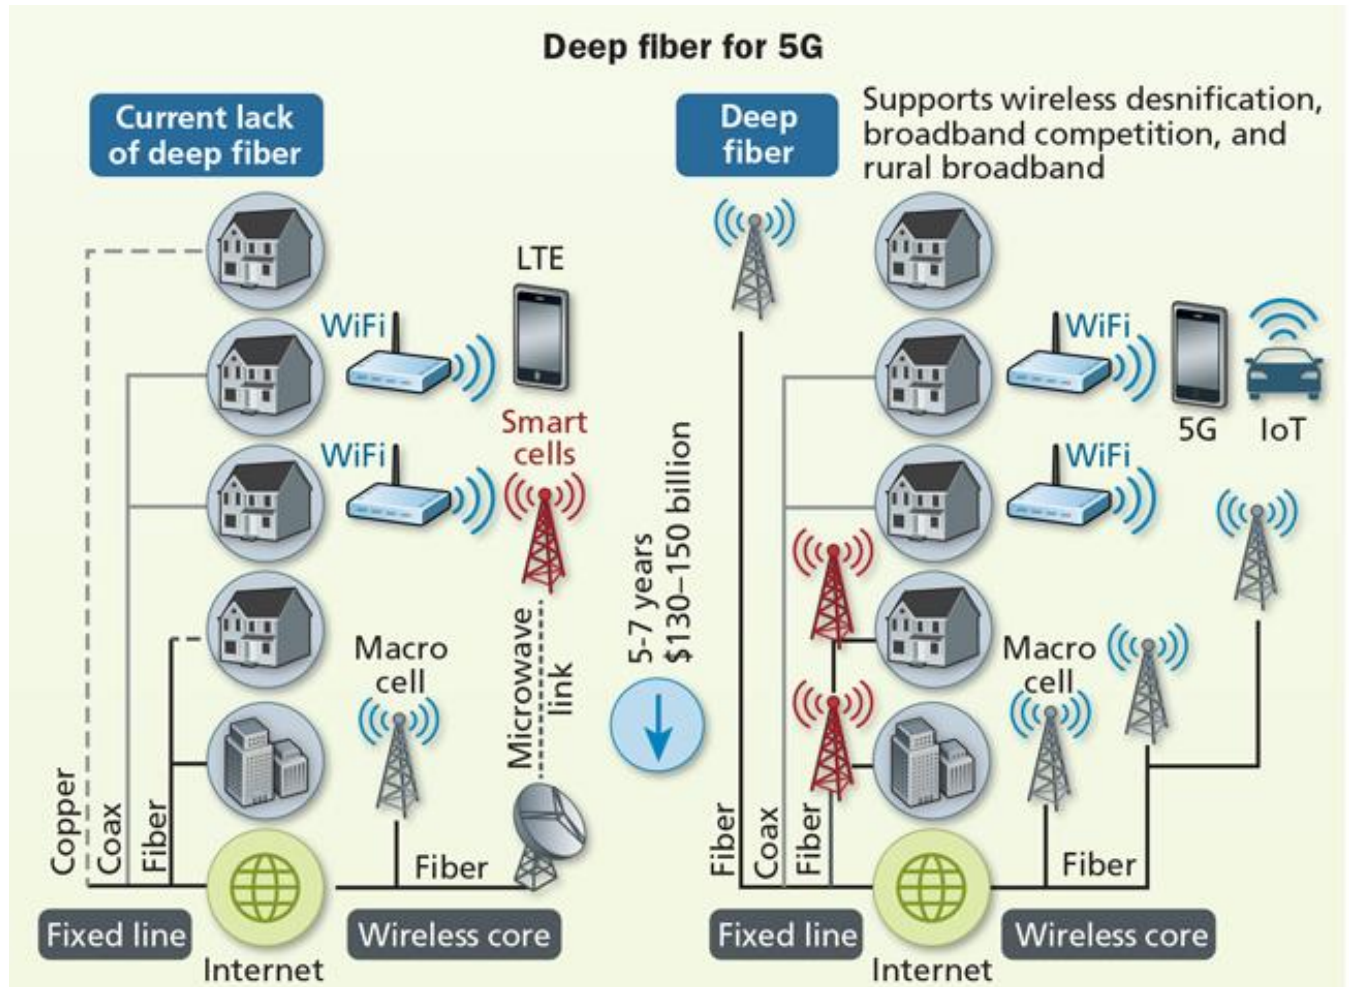 Deep fiber for 5G
Current lack
of deep fiber
LTE
WiFi
Smart
cells
WiFi
Macro
cell
Microwave
link
Copper
Coax
Fiber
Fiber
Fixed line
Wireless core
Internet
5-7 years
$130–150 billion
Deep
fiber
Supports wireless desnification,
broadband competition, and
rural broadband
WiFi
5G
IoT
WiFi
Macro
cell
Fiber
Coax
Fiber
Fiber
Fixed line
Wireless core
Internet